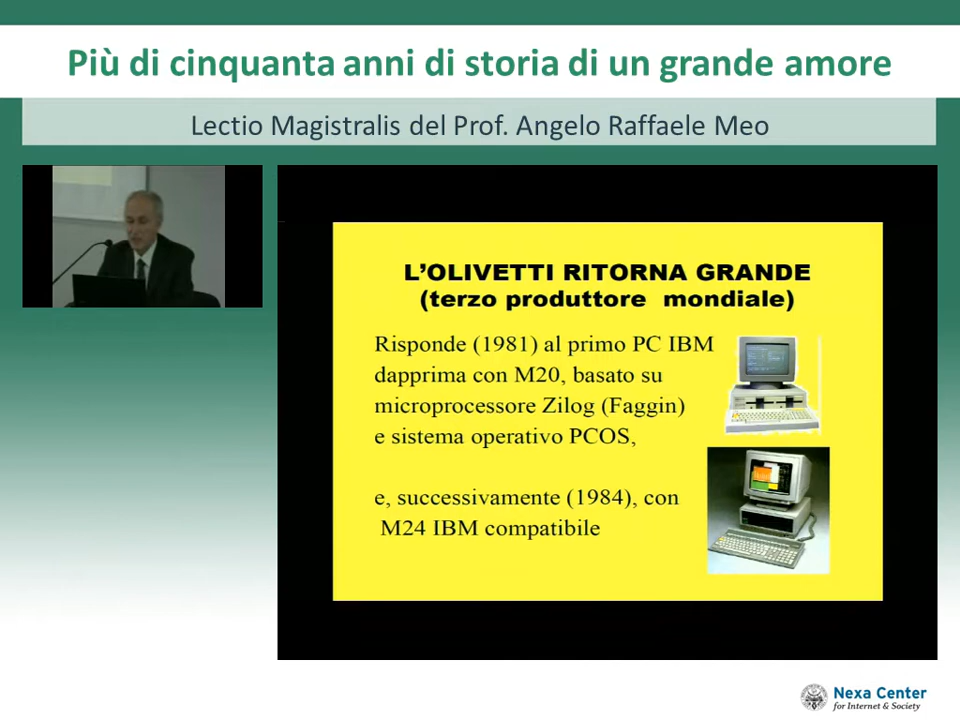 Più di cinquanta anni di storia di un grande amore
Lectio Magistralis del Prof. Angelo Raffaele Meo
L'OLIVETTI RITORNA GRANDE
(terzo produttore mondiale)
Risponde (1981) al primo PC IBM
dapprima con M20, basato su
microprocessore Zilog (Faggin)
e sistema operativo PCOS,
e, successivamente (1984), con
M24 IBM compatibile
Nexa Center
for Internet & Society